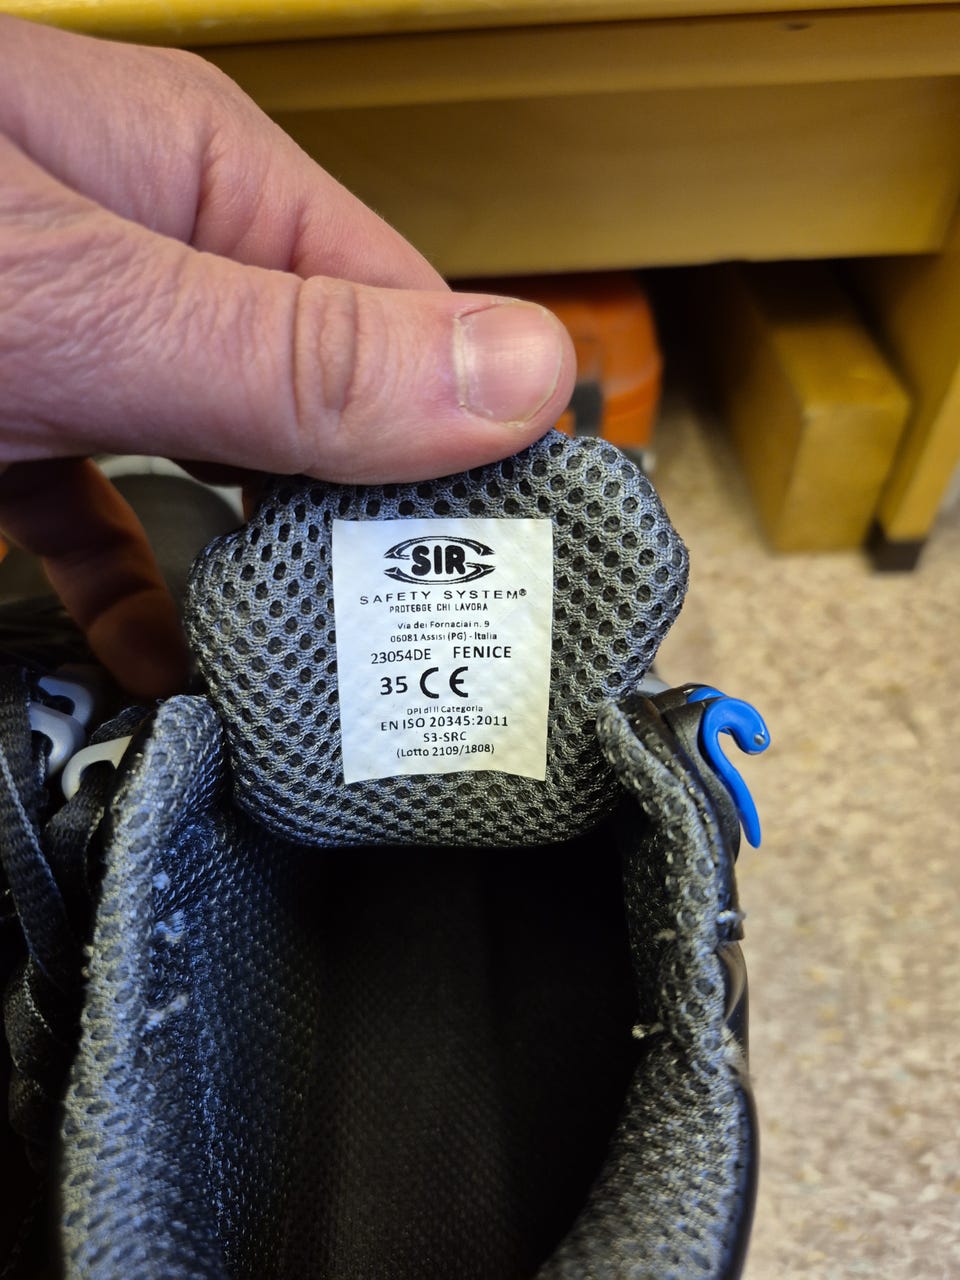 SIR
SAFETY SYSTEM®
PROTEGGE CHI LAVORA
Via dei Fornaciai n. 9
06081 Assisi (PG) - Italia
23054DE FENICE
35 CE
DPI di II Categoria
EN ISO 20345:2011
S3-SRC
(Lotto 2109/1808)